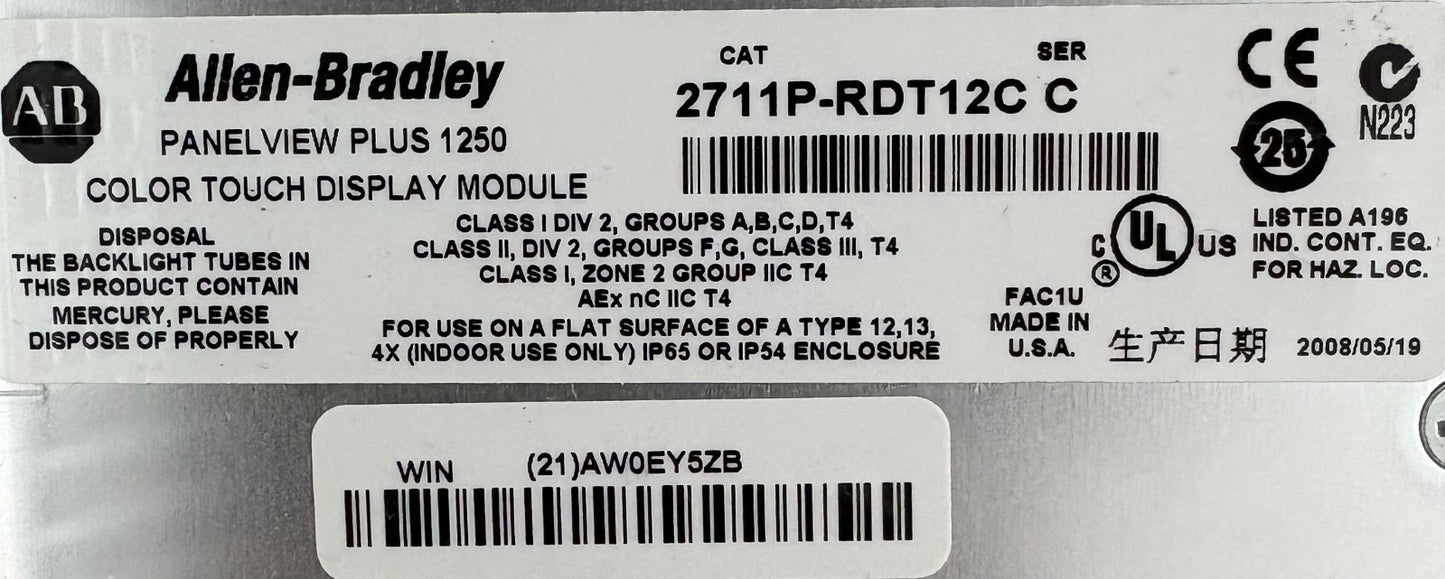 AB
Allen-Bradley
PANELVIEW PLUS 1250
COLOR TOUCH DISPLAY MODULE
CAT SER
2711P-RDT12C C
CE
N223
25
DISPOSAL
THE BACKLIGHT TUBES IN
THIS PRODUCT CONTAIN
MERCURY, PLEASE
DISPOSE OF PROPERLY
CLASS I DIV 2, GROUPS A,B,C,D,T4
CLASS II, DIV 2, GROUPS F,G, CLASS III, T4
CLASS I, ZONE 2 GROUP IIC T4
AEx nC IIC T4
FOR USE ON A FLAT SURFACE OF A TYPE 12,13,
4X (INDOOR USE ONLY) IP65 OR IP54 ENCLOSURE
C UL US
®
LISTED A196
IND. CONT. EQ.
FOR HAZ. LOC.
FAC1U
MADE IN
U.S.A.
生产日期 2008/05/19
WIN (21)AW0EY5ZB